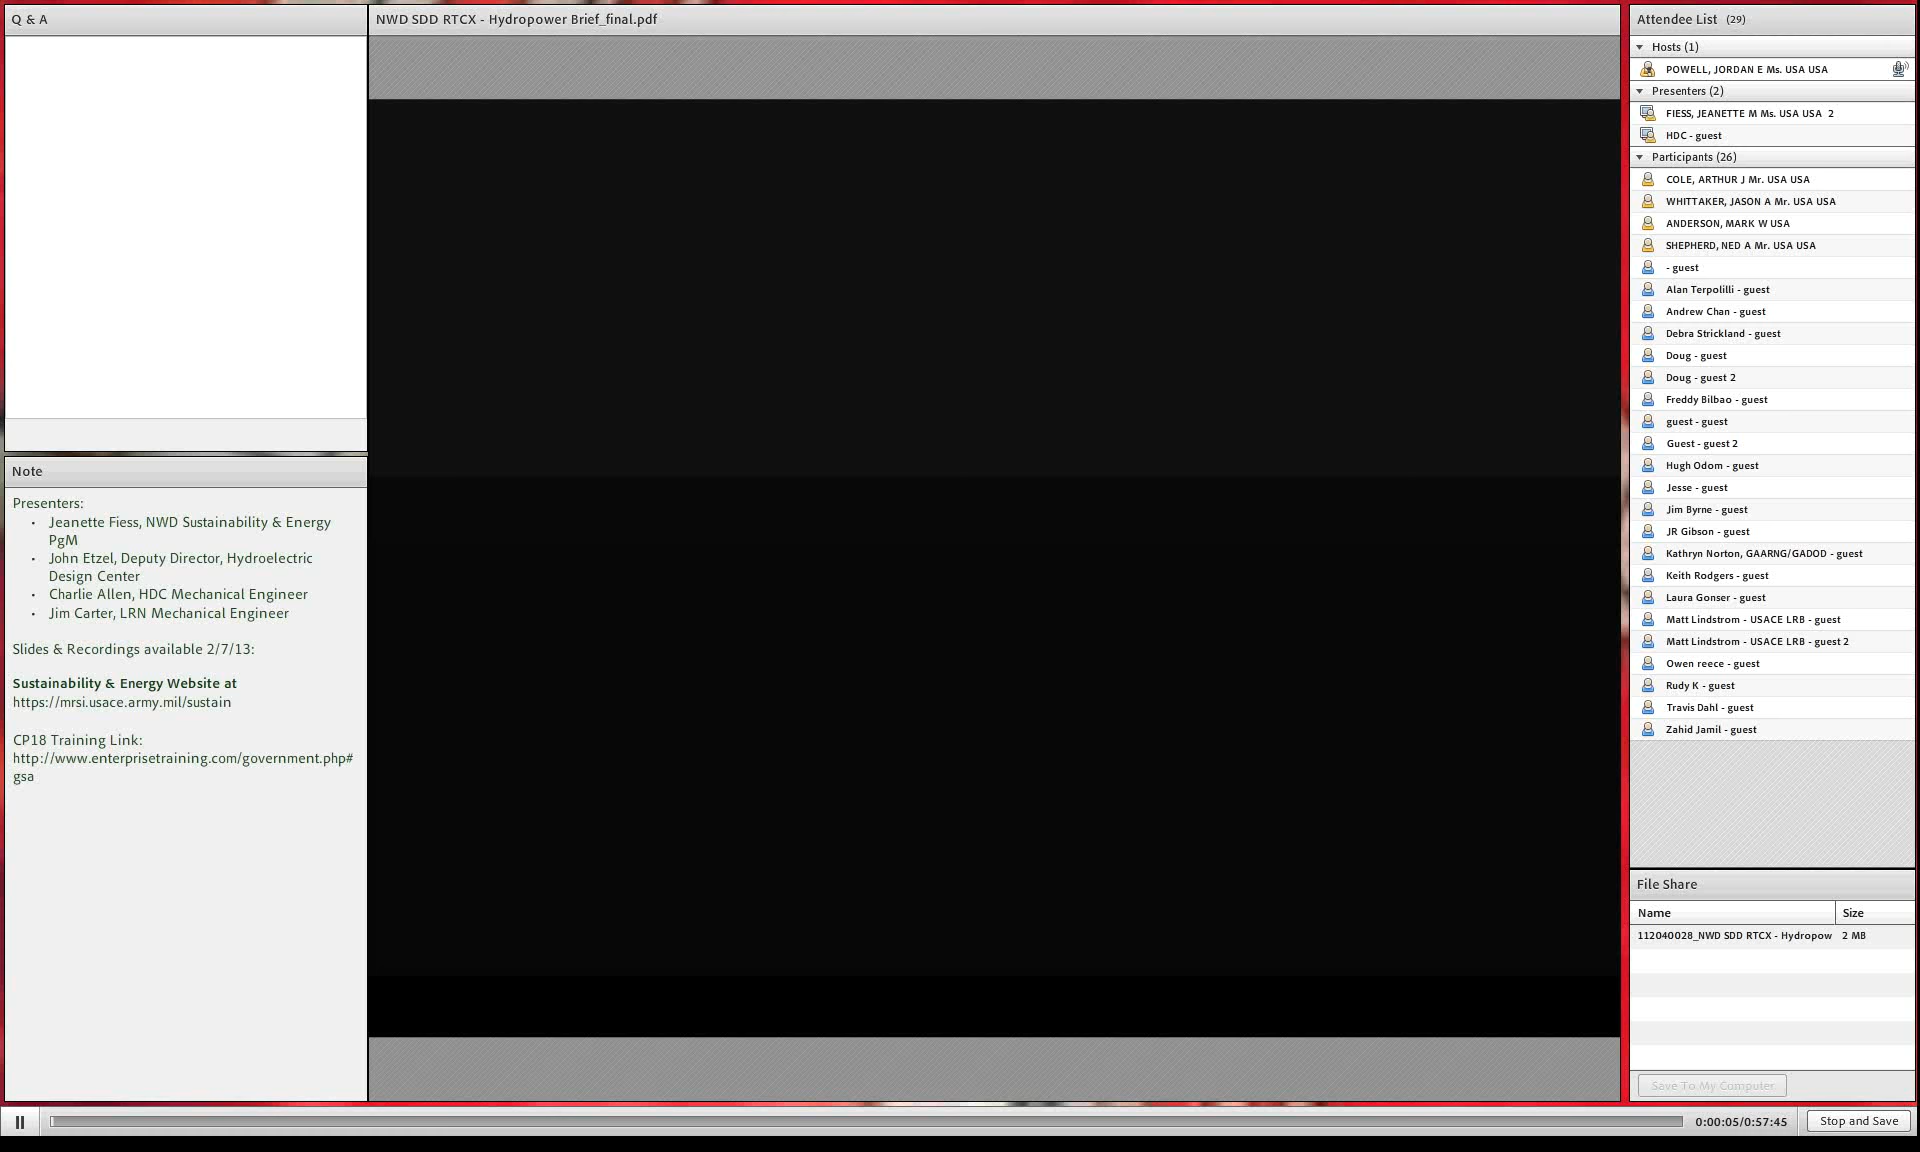 Q & A
NWD SDD RTCX - Hydropower Brief_final.pdf
Attendee List (29)
Hosts (1)
POWELL, JORDAN E Ms. USA USA
Presenters (2)
FIESS, JEANETTE M Ms. USA USA 2
HDC - guest
Participants (26)
COLE, ARTHUR J Mr. USA USA
WHITTAKER, JASON A Mr. USA USA
ANDERSON, MARK W USA
SHEPHERD, NED A Mr. USA USA
- guest
Alan Terpolilli - guest
Andrew Chan - guest
Debra Strickland - guest
Doug - guest
Doug - guest 2
Freddy Bilbao - guest
guest - guest
Guest - guest 2
Hugh Odom - guest
Jesse - guest
Jim Byrne - guest
JR Gibson - guest
Kathryn Norton, GAARNG/GADOD - guest
Keith Rodgers - guest
Laura Gonser - guest
Matt Lindstrom - USACE LRB - guest
Matt Lindstrom - USACE LRB - guest 2
Owen reece - guest
Rudy K - guest
Travis Dahl - guest
Zahid Jamil - guest
Note
Presenters:
• Jeanette Fiess, NWD Sustainability & Energy
PgM
• John Etzel, Deputy Director, Hydroelectric
Design Center
• Charlie Allen, HDC Mechanical Engineer
• Jim Carter, LRN Mechanical Engineer
Slides & Recordings available 2/7/13:
Sustainability & Energy Website at
https://mrsi.usace.army.mil/sustain
CP18 Training Link:
http://www.enterprisetraining.com/government.php#
gsa
File Share
Name Size
112040028_NWD SDD RTCX - Hydropow 2 MB
Save To My Computer
0:00:05/0:57:45
Stop and Save